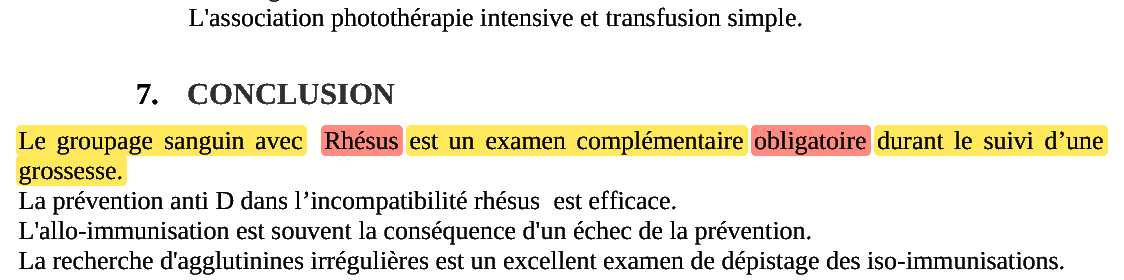 L'association photothérapie intensive et transfusion simple.
7. CONCLUSION
Le groupage sanguin avec Rhésus est un examen complémentaire obligatoire durant le suivi d’une
grossesse.
La prévention anti D dans l’incompatibilité rhésus est efficace.
L'allo-immunisation est souvent la conséquence d'un échec de la prévention.
La recherche d'agglutinines irrégulières est un excellent examen de dépistage des iso-immunisations.